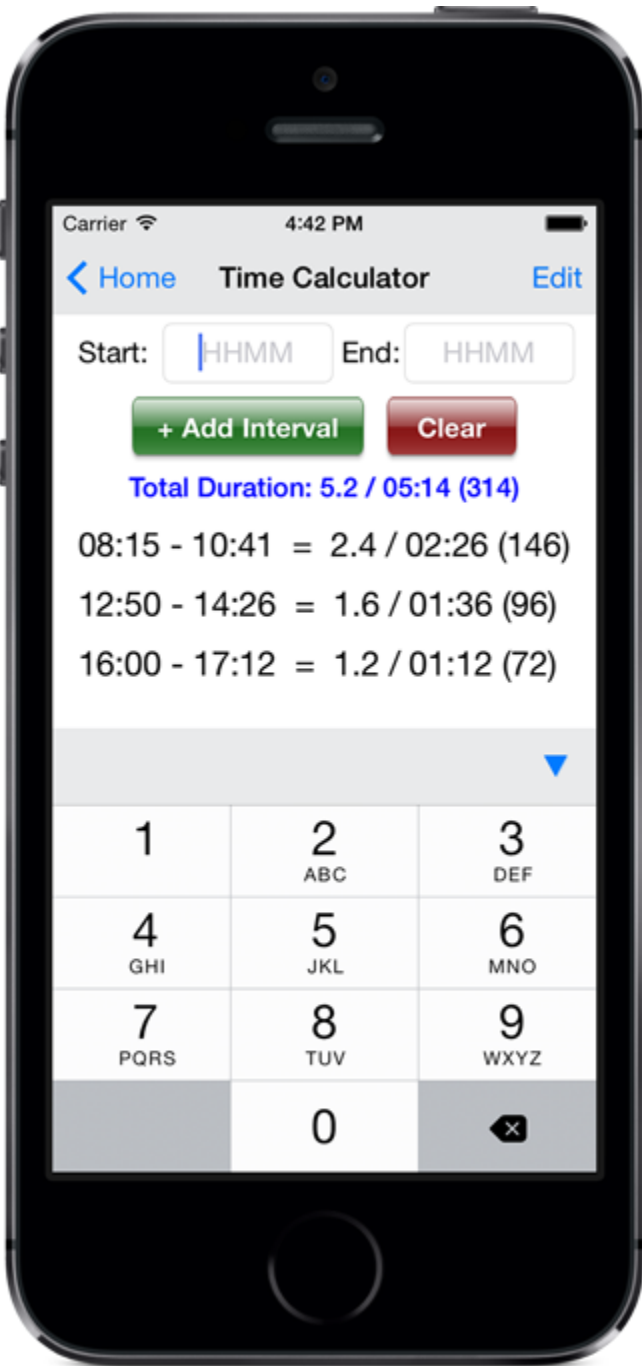 Carrier 4:42 PM
Home Time Calculator Edit
Start: HHMM End: HHMM
+ Add Interval Clear
Total Duration: 5.2 / 05:14 (314)
08:15 - 10:41 = 2.4 / 02:26 (146)
12:50 - 14:26 = 1.6 / 01:36 (96)
16:00 - 17:12 = 1.2 / 01:12 (72)
1 2 3
ABC DEF
4 5 6
GHI JKL MNO
7 8 9
PQRS TUV WXYZ
0